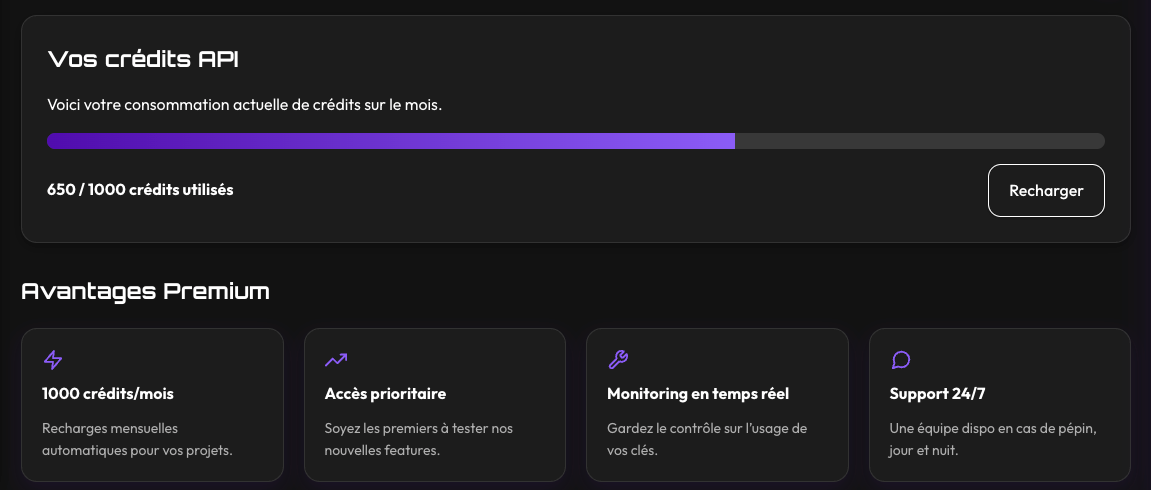 Vos crédits API
Voici votre consommation actuelle de crédits sur le mois.
650 / 1000 crédits utilisés
Recharger
Avantages Premium
1000 crédits/mois
Recharges mensuelles
automatiques pour vos projets.
Accès prioritaire
Soyez les premiers à tester nos
nouvelles features.
Monitoring en temps réel
Gardez le contrôle sur l'usage de
vos clés.
Support 24/7
Une équipe dispo en cas de pépin,
jour et nuit.